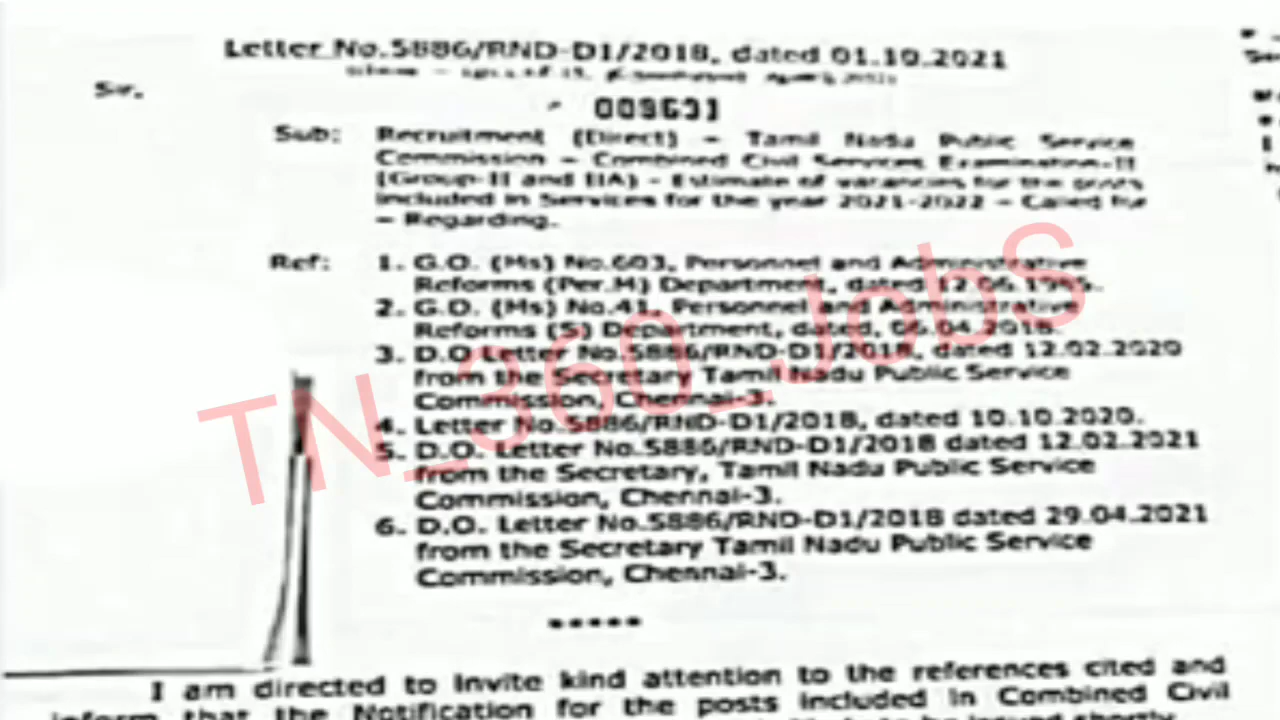 Letter No.5886/RND-D1/2018, dated 01.10.2021
Sir,
Sub: Recruitment (Direct) – Tamil Nadu Public Service
Commission – Combined Civil Services Examination-II
(Group-II and IIA) – Estimate of vacancies for the posts
included in Services for the year 2021-2022 – Called for
– Regarding.
Ref: 1. G.O. (Ms) No.603, Personnel and Administrative
Reforms (Per.M) Department, dated
2. G.O. (Ms) No.41, Personnel and Administrative
Reforms (S) Department, dated, 06.04.2018.
3. D.O Letter No.5886/RND-D1/2018, dated 12.02.2020
from the Secretary Tamil Nadu Public Service
Commission, Chennai-3.
4. Letter No.5886/RND-D1/2018, dated 10.10.2020.
5. D.O. Letter No.5886/RND-D1/2018 dated 12.02.2021
from the Secretary, Tamil Nadu Public Service
Commission, Chennai-3.
6. D.O. Letter No.5886/RND-D1/2018 dated 29.04.2021
from the Secretary Tamil Nadu Public Service
Commission, Chennai-3.
*****
I am directed to invite kind attention to the references cited and
inform that the Notification for the posts included in Combined Civil
to be issued shortly
TN_360_Jobs